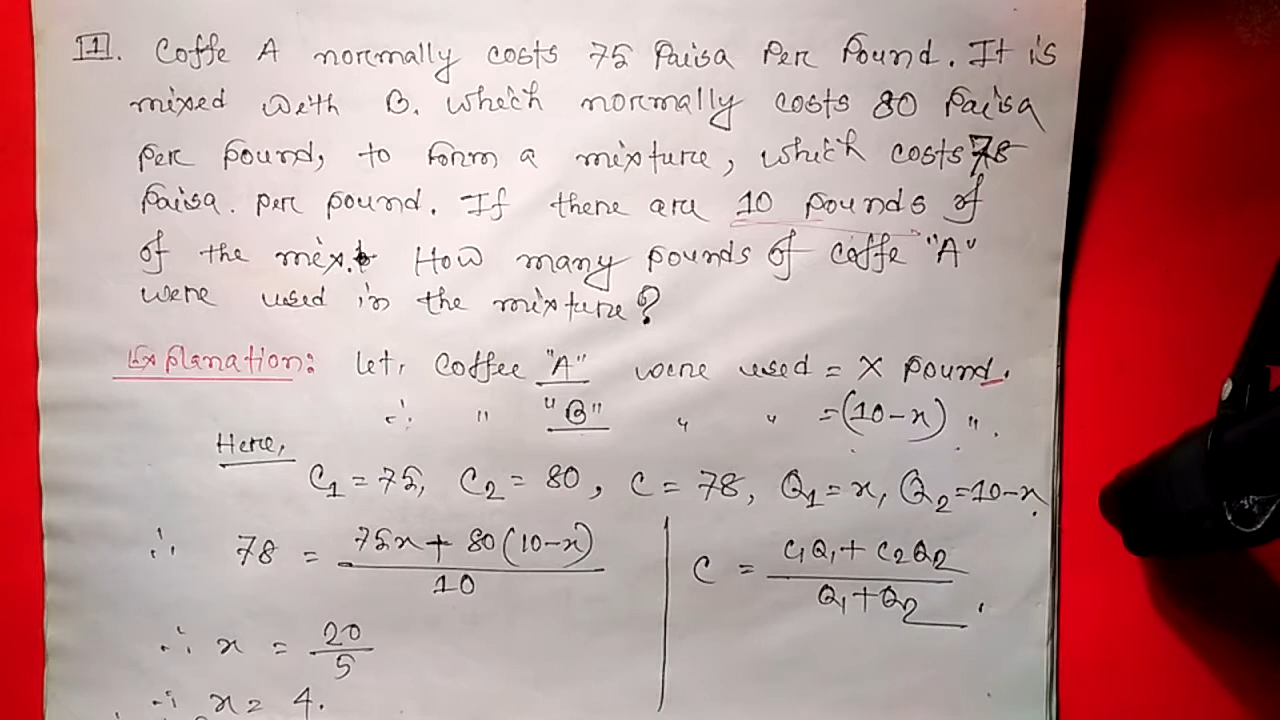 1. Coffe A normally costs 75 Paisa Per Pound. It is
mixed with B. which normally costs 80 Paisa
Per pound, to form a mixture, which costs 78
Paisa. per pound. If there are 10 pounds of
of the mix. How many pounds of coffe "A"
were used in the mixture?
Explanation: Let, Coffee "A" were used = x pound.
∴ " "B" " " = (10-x) ".
Here,
C₁ = 75, C₂ = 80, C = 78, Q₁ = x, Q₂ = 10-x
∴ 78 = (75x + 80(10-x))/10
C = (C₁Q₁ + C₂Q₂)/(Q₁+Q₂).
∴ x = 20/5
∴ x = 4.